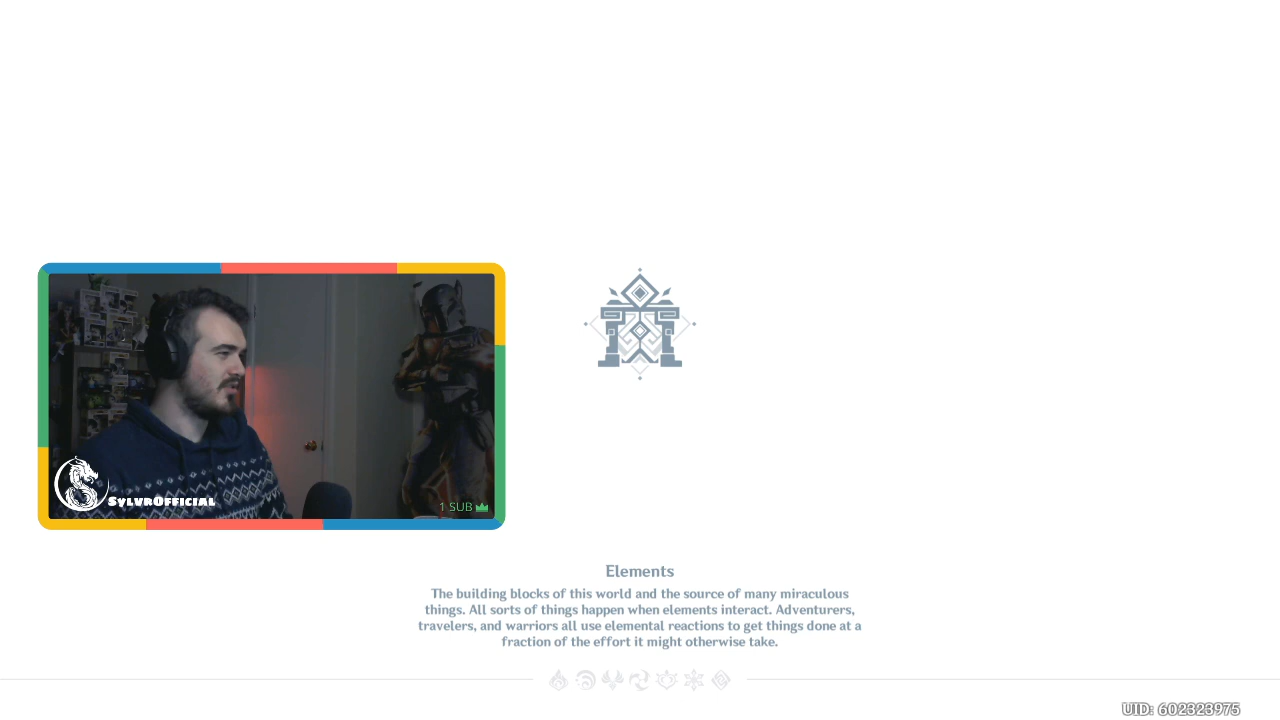 SylvrOfficial
1 SUB
Elements
The building blocks of this world and the source of many miraculous
things. All sorts of things happen when elements interact. Adventurers,
travelers, and warriors all use elemental reactions to get things done at a
fraction of the effort it might otherwise take.
UID: 602323975